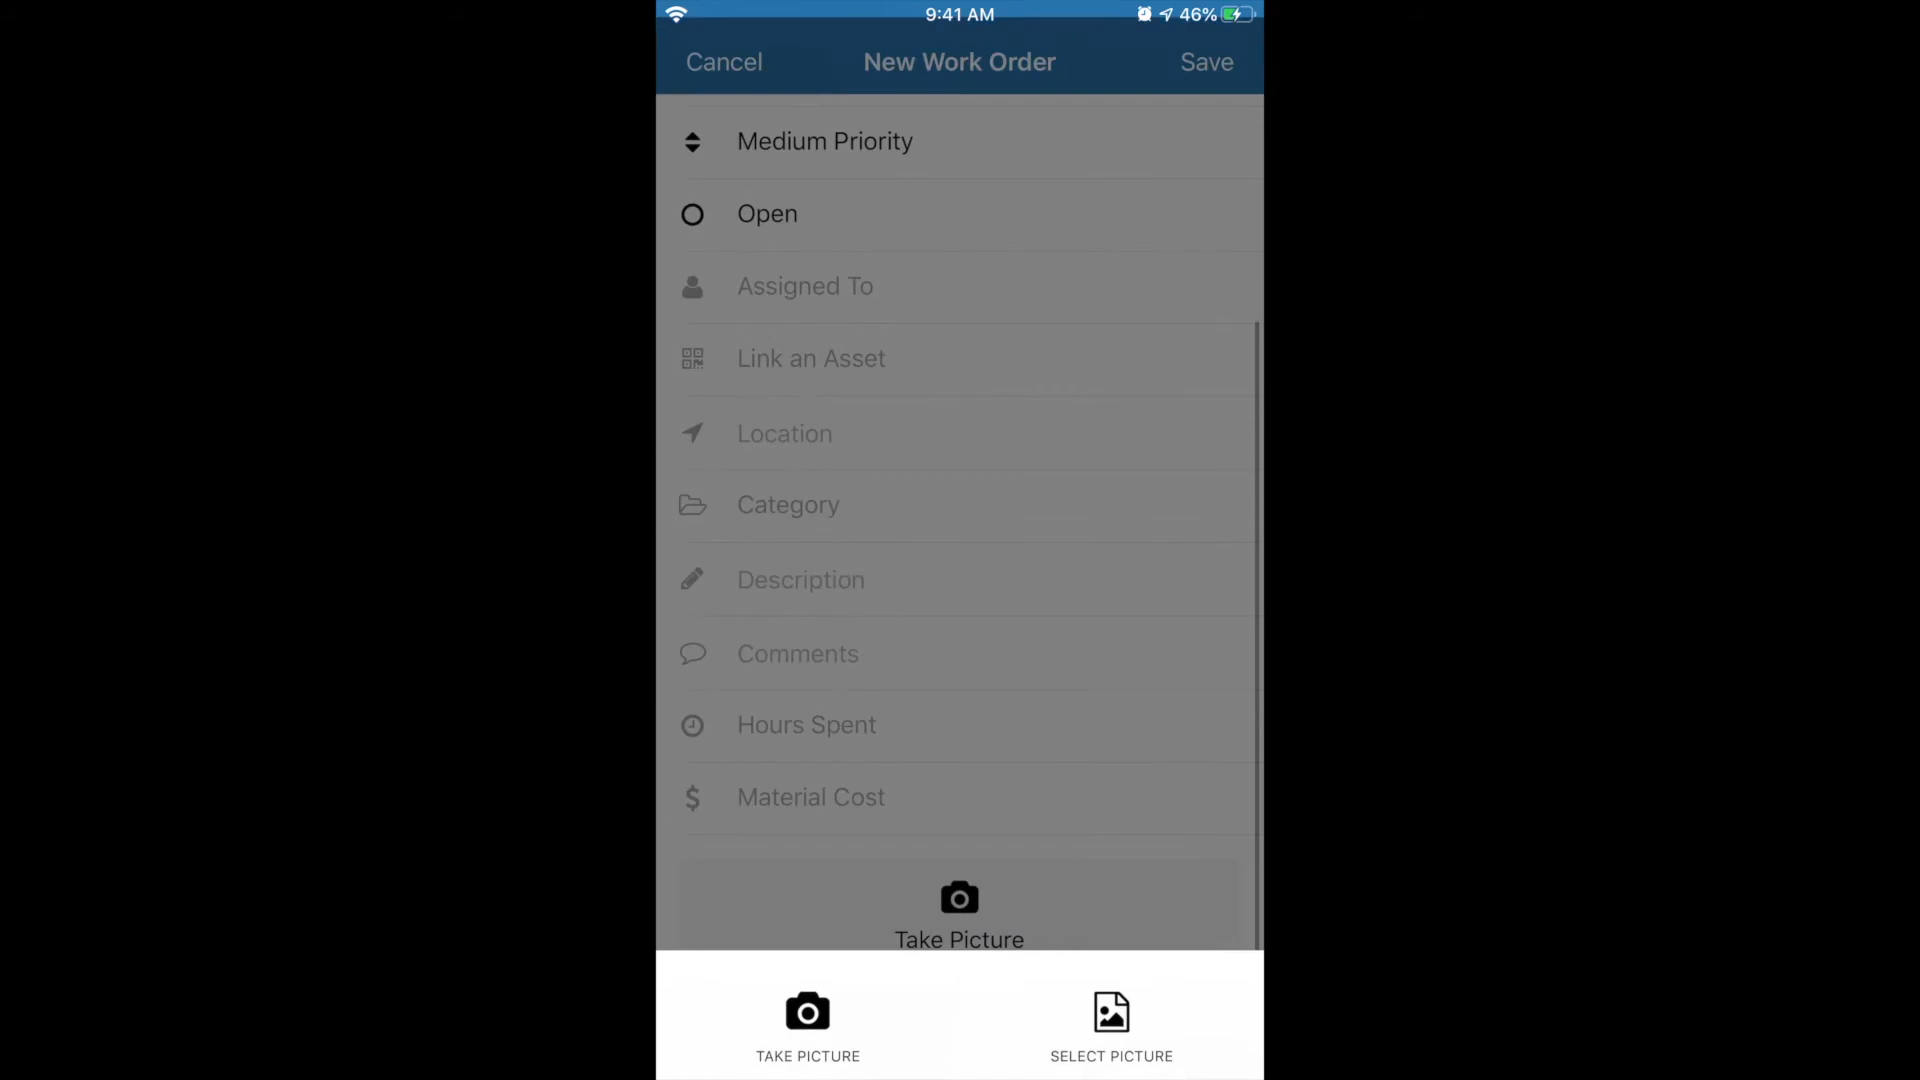 9:41 AM 46%
Cancel New Work Order Save
Medium Priority
Open
Assigned To
Link an Asset
Location
Category
Description
Comments
Hours Spent
Material Cost
Take Picture
TAKE PICTURE SELECT PICTURE